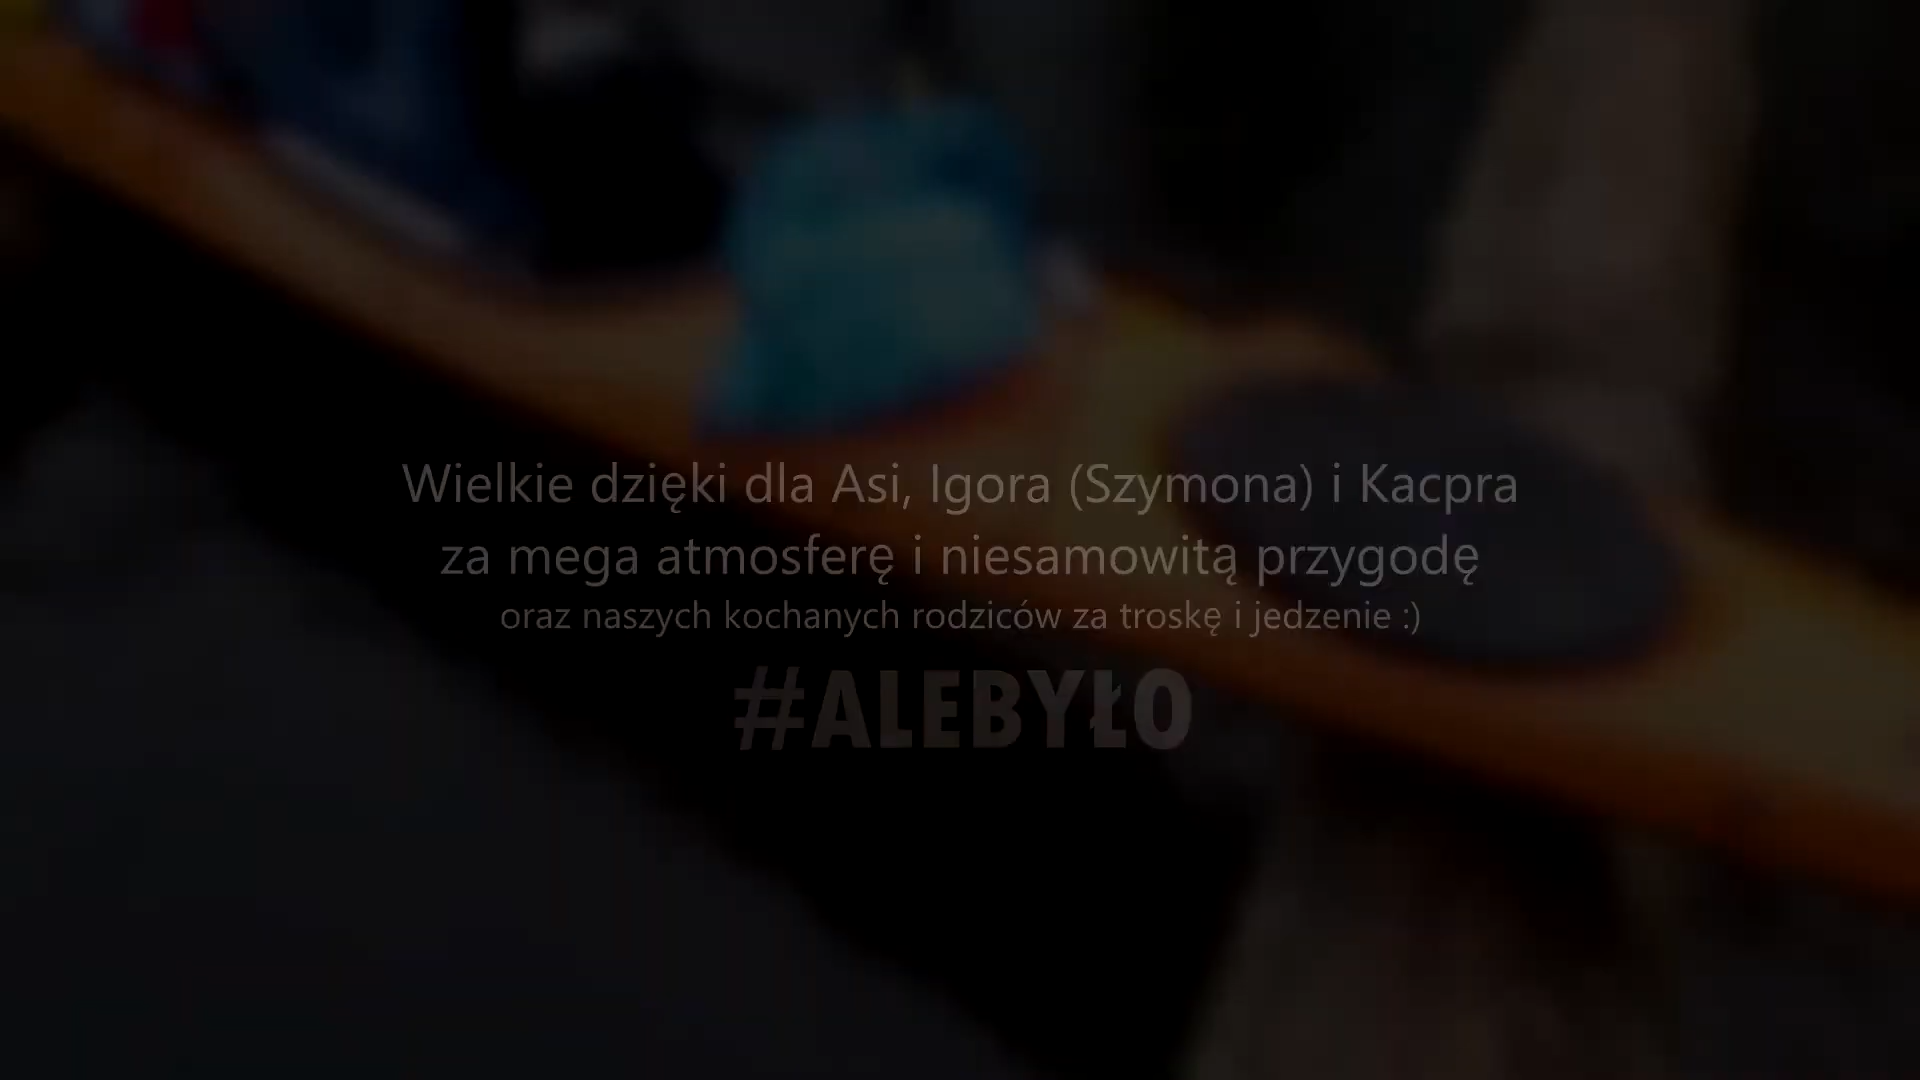 Wielkie dzięki dla Asi, Igora (Szymona) i Kacpra
za mega atmosferę i niesamowitą przygodę
oraz naszych kochanych rodziców za troskę i jedzenie :)
#ALEBYŁO